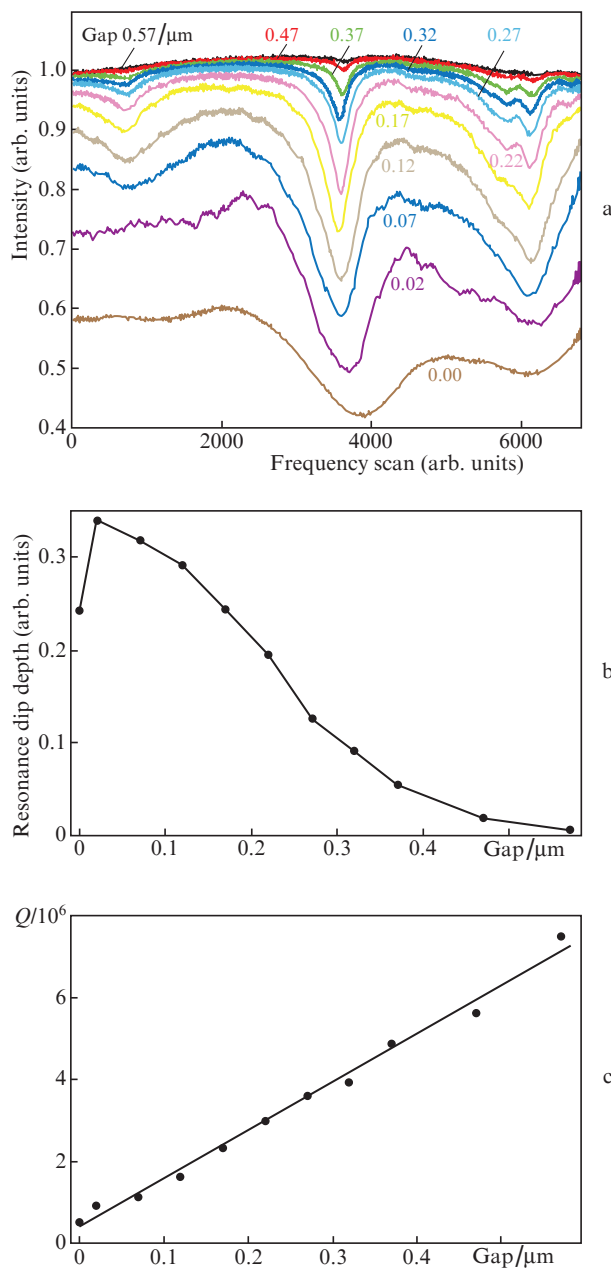 Gap 0.57/μm 0.47 0.37 0.32 0.27
1.0
0.9
0.8
0.7
0.6
0.5
0.4
Intensity (arb. units)
0.17
0.22
0.12
0.07
0.02
0.00
0 2000 4000 6000
Frequency scan (arb. units)
a
0.3
0.2
0.1
0
Resonance dip depth (arb. units)
0 0.1 0.2 0.3 0.4 Gap/μm
b
Q/10⁶
6
4
2
0
0 0.1 0.2 0.3 0.4 Gap/μm
c